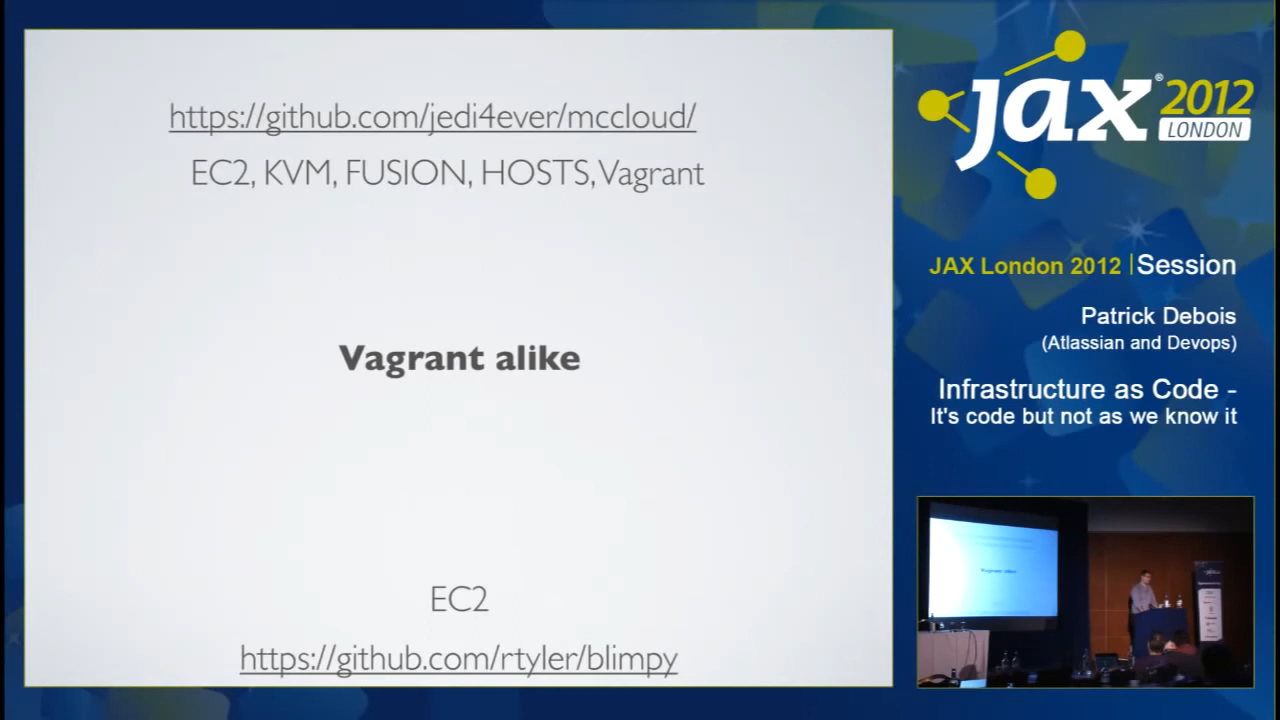 https://github.com/jedi4ever/mccloud/
EC2, KVM, FUSION, HOSTS, Vagrant
Vagrant alike
EC2
https://github.com/rtyler/blimpy
jax® 2012
LONDON
JAX London 2012 | Session
Patrick Debois
(Atlassian and Devops)
Infrastructure as Code -
It's code but not as we know it
Vagrant alike